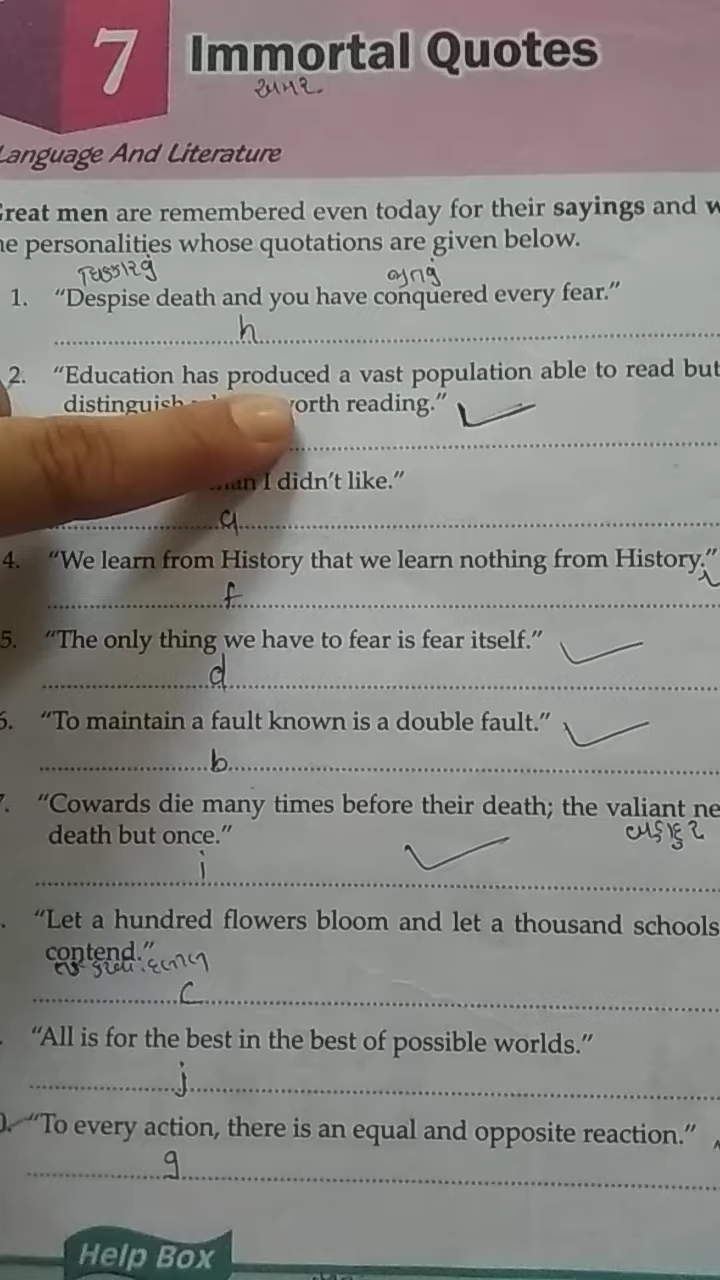 7 Immortal Quotes
અમર
Language And Literature
Great men are remembered even today for their sayings and
personalities whose quotations are given below.
તિરસ્કાર
1. "Despise death and you have conquered every fear."
h
2. "Education has produced a vast population able to read but
distinguish orth reading."
I didn't like."
a
4. "We learn from History that we learn nothing from History."
f
5. "The only thing we have to fear is fear itself."
d
"To maintain a fault known is a double fault."
b
"Cowards die many times before their death; the valiant ne
death but once."
બહાદુર
i
"Let a hundred flowers bloom and let a thousand schools
contend."
c
"All is for the best in the best of possible worlds."
j
"To every action, there is an equal and opposite reaction."
g
Help Box